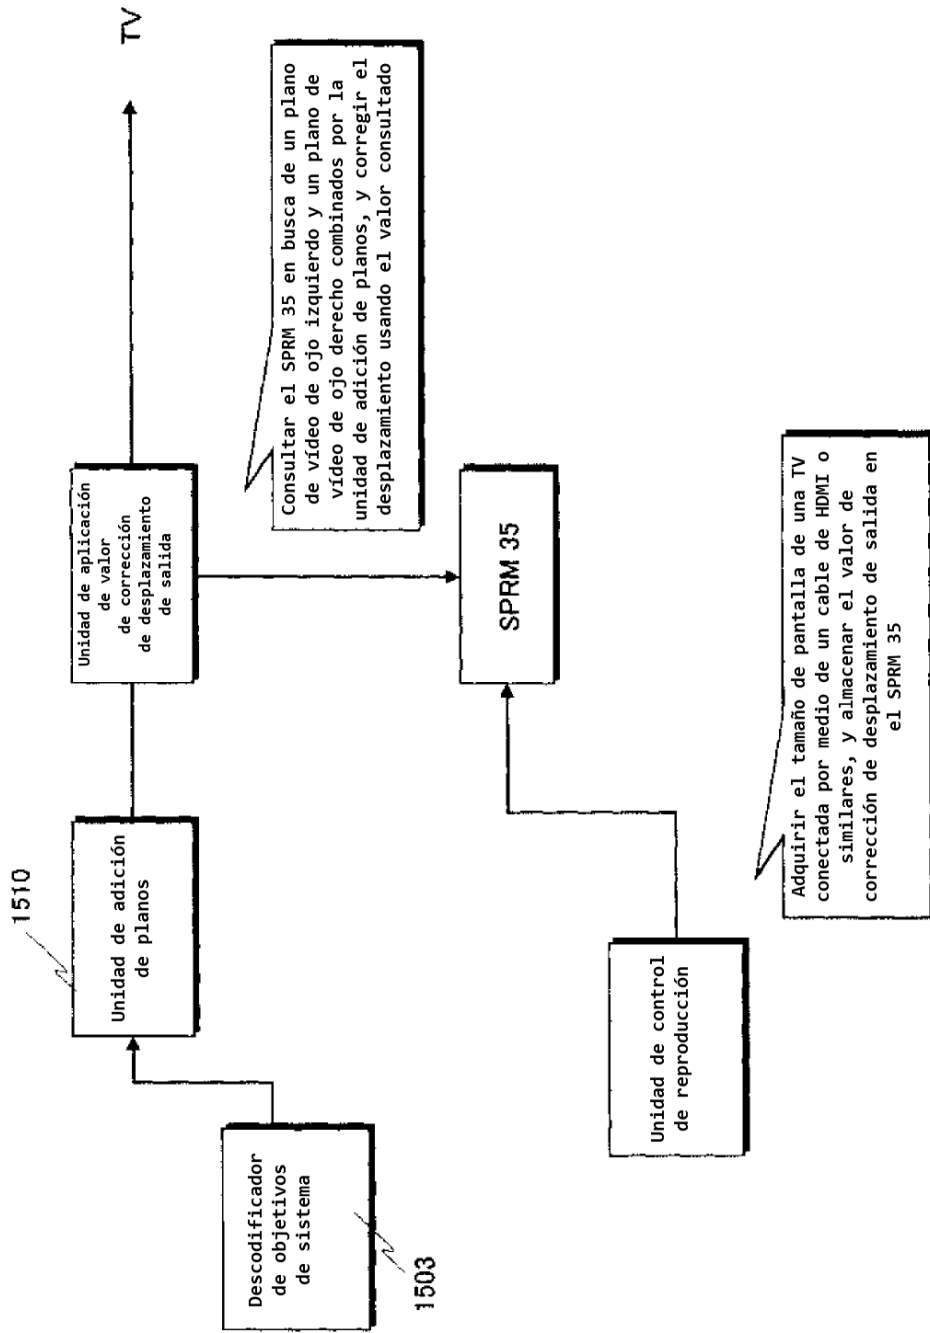 1503
Descodificador
de objetivos
de sistema
1510
Unidad de adición
de planos
Unidad de aplicación
de valor
de corrección
de desplazamiento
de salida
TV
Consultar el SPRM 35 en busca de un plano
de vídeo de ojo izquierdo y un plano de
vídeo de ojo derecho combinados por la
unidad de adición de planos, y corregir el
desplazamiento usando el valor consultado
SPRM 35
Unidad de control
de reproducción
Adquirir el tamaño de pantalla de una TV
conectada por medio de un cable de HDMI o
similares, y almacenar el valor de
corrección de desplazamiento de salida en
el SPRM 35